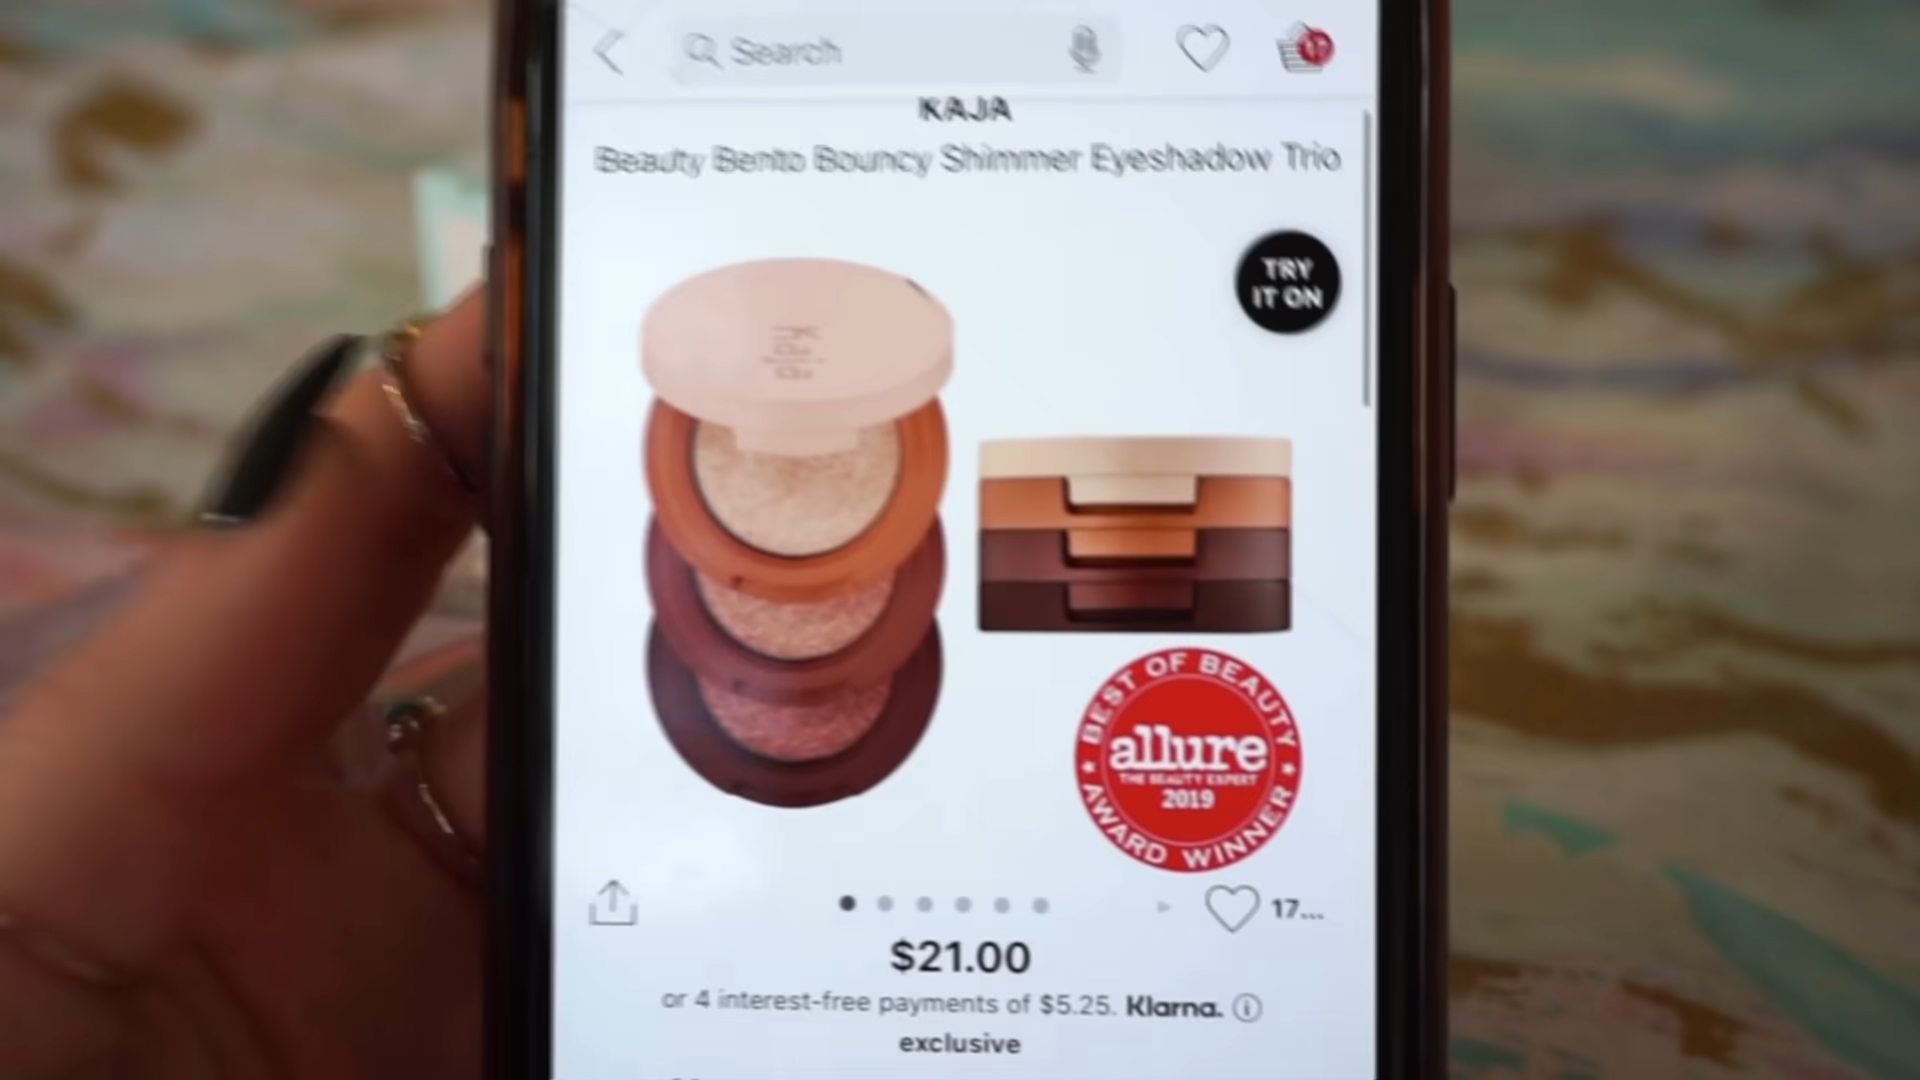 Search
KAJA
Beauty Bento Bouncy Shimmer Eyeshadow Trio
TRY
IT ON
Kaja
BEST OF BEAUTY
allure
THE BEAUTY EXPERT
2019
AWARD WINNER
17...
$21.00
or 4 interest-free payments of $5.25. Klarna.
exclusive